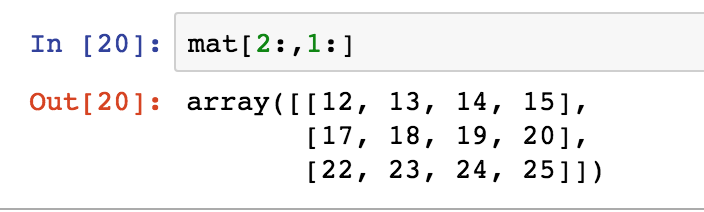 In [20]: mat[2:,1:]
Out[20]: array([[12, 13, 14, 15],
[17, 18, 19, 20],
[22, 23, 24, 25]])